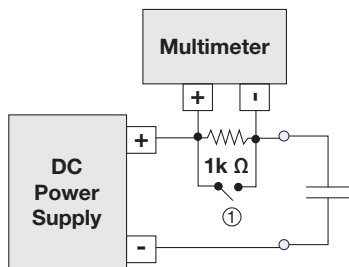 Multimeter
+ -
+
DC
Power
Supply
1k Ω
①
-